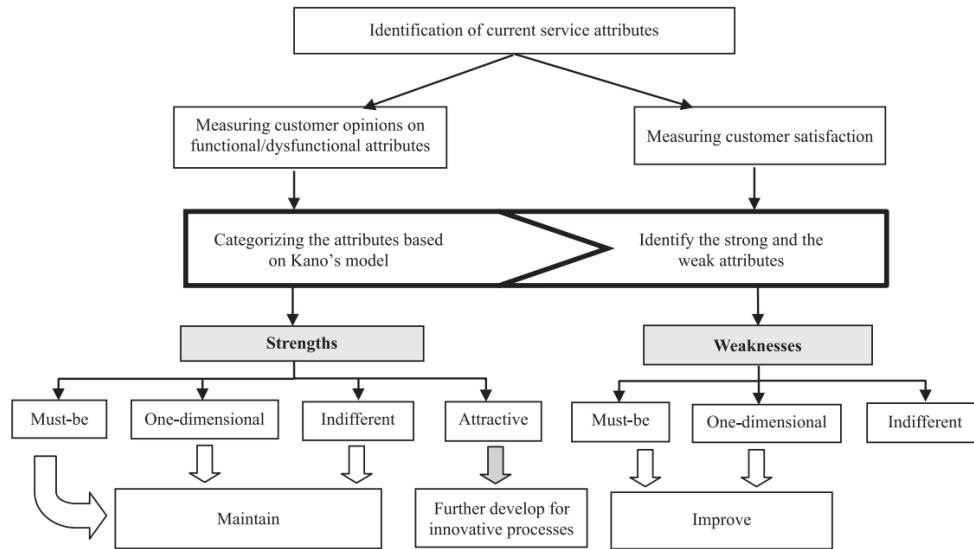 Identification of current service attributes
Measuring customer opinions on
functional/dysfunctional attributes
Measuring customer satisfaction
Categorizing the attributes based
on Kano’s model
Identify the strong and the
weak attributes
Strengths
Weaknesses
Must-be
One-dimensional
Indifferent
Attractive
Must-be
One-dimensional
Indifferent
Maintain
Further develop for
innovative processes
Improve